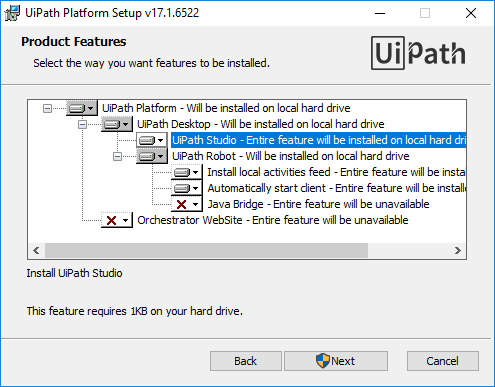 UiPath Platform Setup v17.1.6522
Product Features
Select the way you want features to be installed.
UiPath
UiPath Platform - Will be installed on local hard drive
UiPath Desktop - Will be installed on local hard drive
UiPath Studio - Entire feature will be installed on local hard dri
UiPath Robot - Will be installed on local hard drive
Install local activities feed - Entire feature will be insta
Automatically start client - Entire feature will be installe
Java Bridge - Entire feature will be unavailable
Orchestrator WebSite - Entire feature will be unavailable
Install UiPath Studio
This feature requires 1KB on your hard drive.
Back Next Cancel